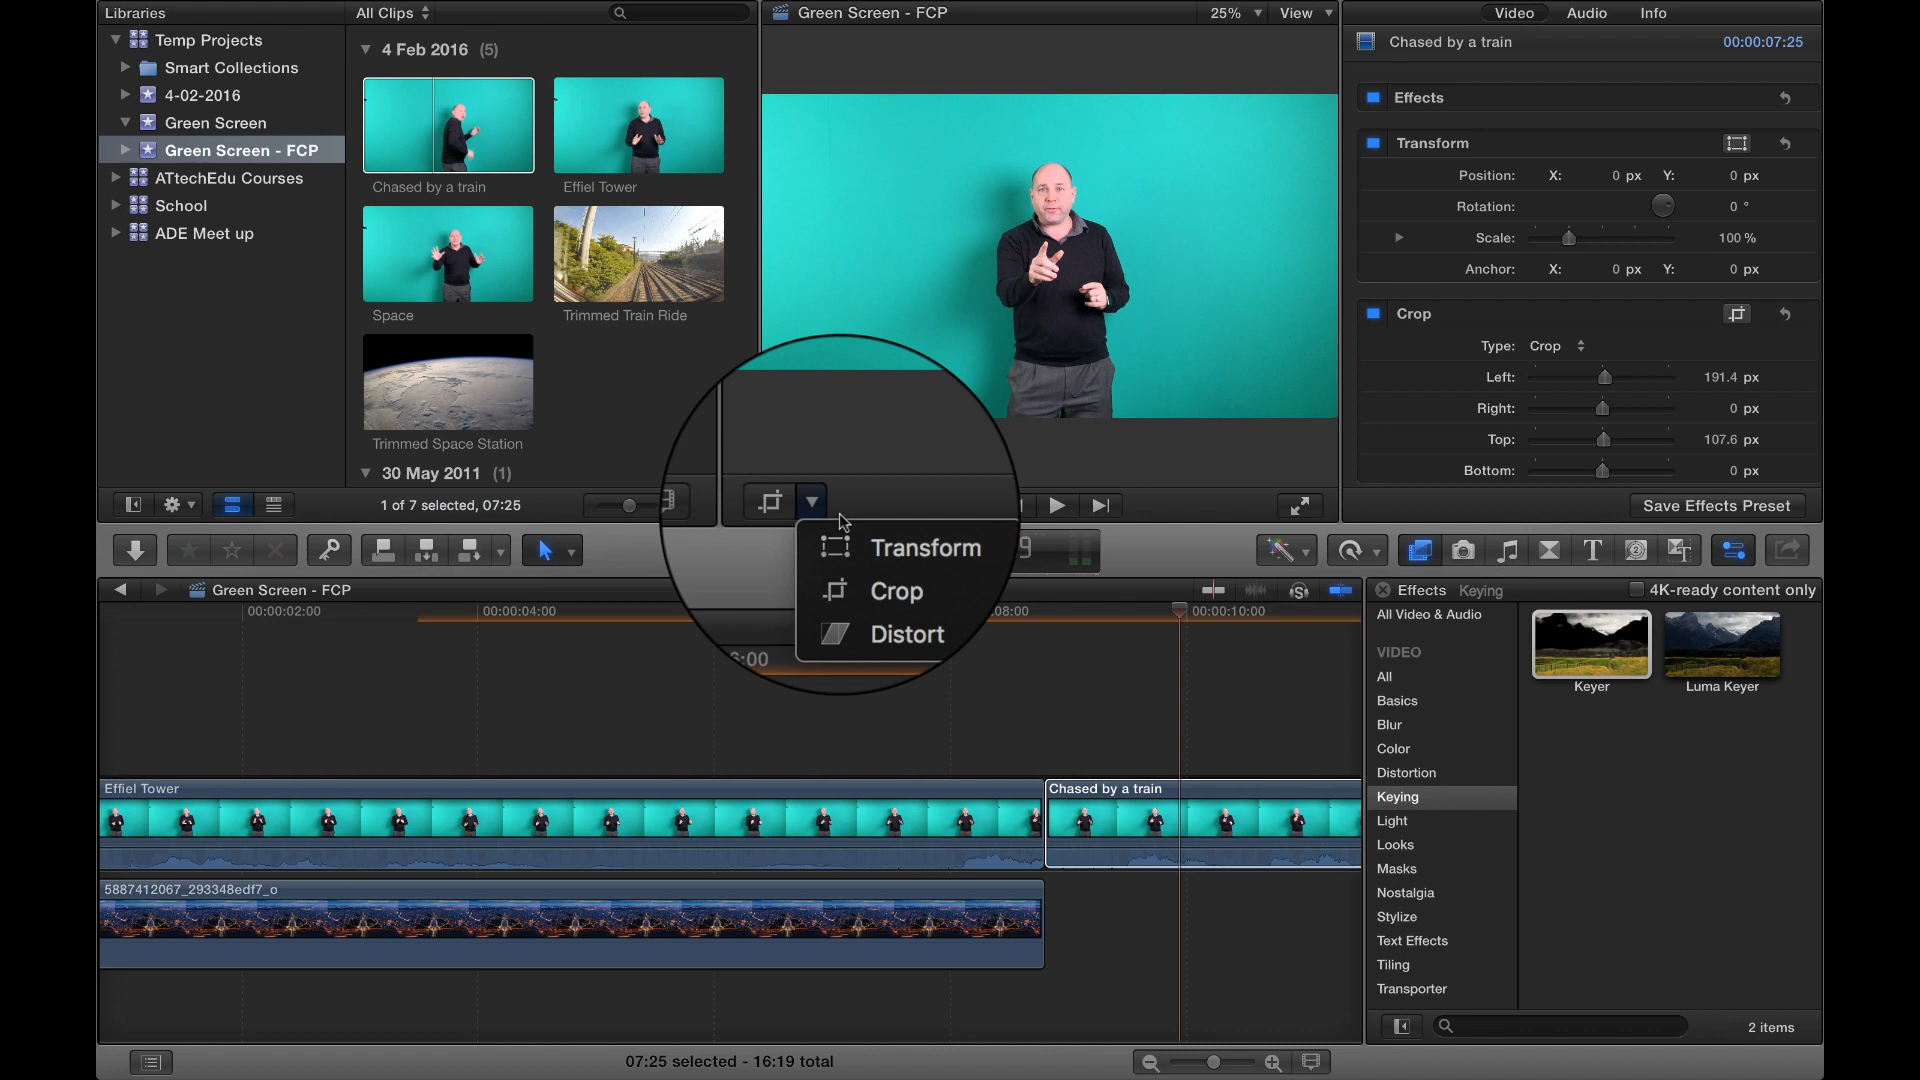 Libraries
All Clips
Green Screen - FCP
25%
View
Video
Audio
Info
Temp Projects
Smart Collections
4-02-2016
Green Screen
Green Screen - FCP
ATtechEdu Courses
School
ADE Meet up
4 Feb 2016 (5)
Chased by a train
Effiel Tower
Space
Trimmed Train Ride
Trimmed Space Station
30 May 2011 (1)
1 of 7 selected, 07:25
Chased by a train
00:00:07:25
Effects
Transform
Position: X: 0 px Y: 0 px
Rotation: 0 °
Scale: 100 %
Anchor: X: 0 px Y: 0 px
Crop
Type: Crop
Left: 191.4 px
Right: 0 px
Top: 107.6 px
Bottom: 0 px
Save Effects Preset
Transform
Crop
Distort
Green Screen - FCP
00:00:02:00
00:00:04:00
6:00
08:00
00:00:10:00
Effiel Tower
Chased by a train
5887412067_293348edf7_o
Effects Keying
4K-ready content only
All Video & Audio
VIDEO
All
Basics
Blur
Color
Distortion
Keying
Light
Looks
Masks
Nostalgia
Stylize
Text Effects
Tiling
Transporter
Keyer
Luma Keyer
2 items
07:25 selected - 16:19 total